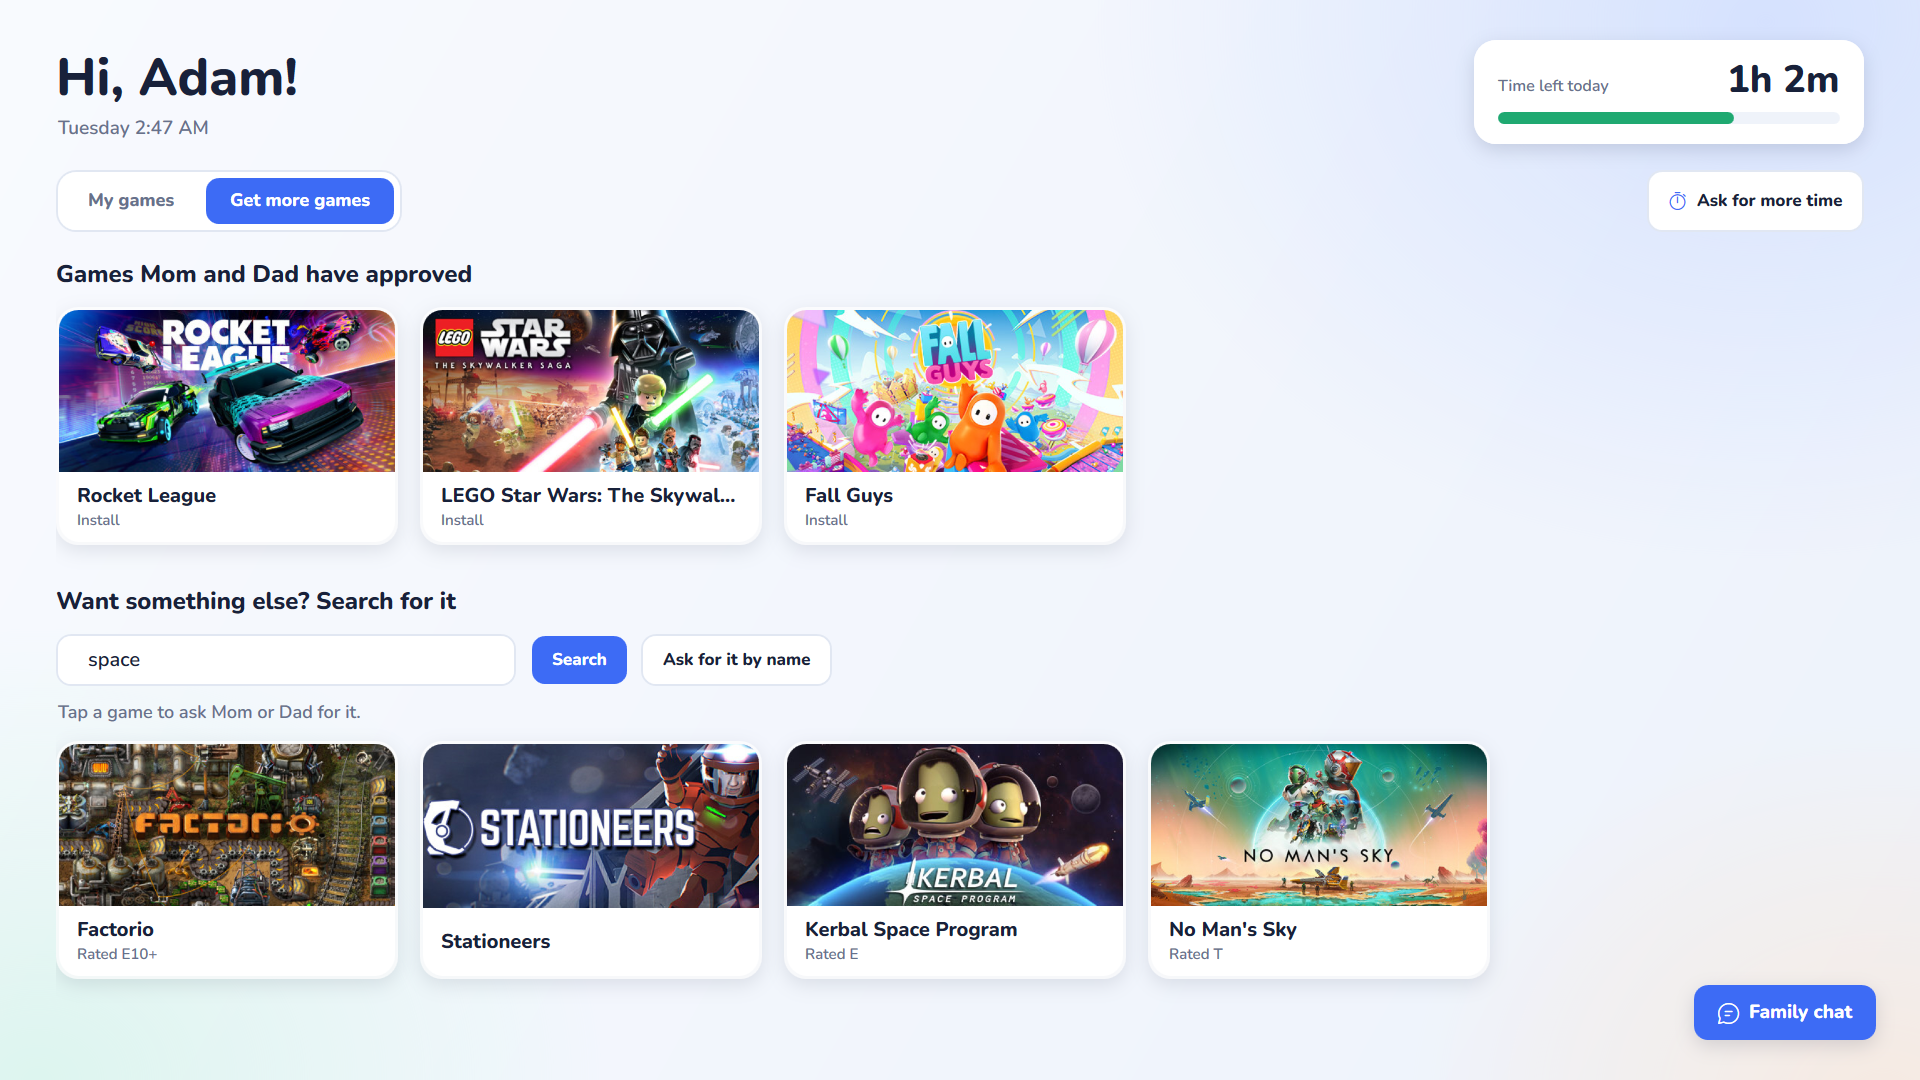 Hi, Adam!
Tuesday 2:47 AM
Time left today
1h 2m
My games
Get more games
Ask for more time
Games Mom and Dad have approved
ROCKET
LEAGUE
LEGO
STAR
WARS
THE SKYWALKER SAGA
FALL
GUYS
Rocket League
Install
LEGO Star Wars: The Skywal...
Install
Fall Guys
Install
Want something else? Search for it
space
Search
Ask for it by name
Tap a game to ask Mom or Dad for it.
FACTORIO
STATIONEERS
KERBAL
SPACE PROGRAM
NO MAN'S SKY
Factorio
Rated E10+
Stationeers
Kerbal Space Program
Rated E
No Man's Sky
Rated T
Family chat